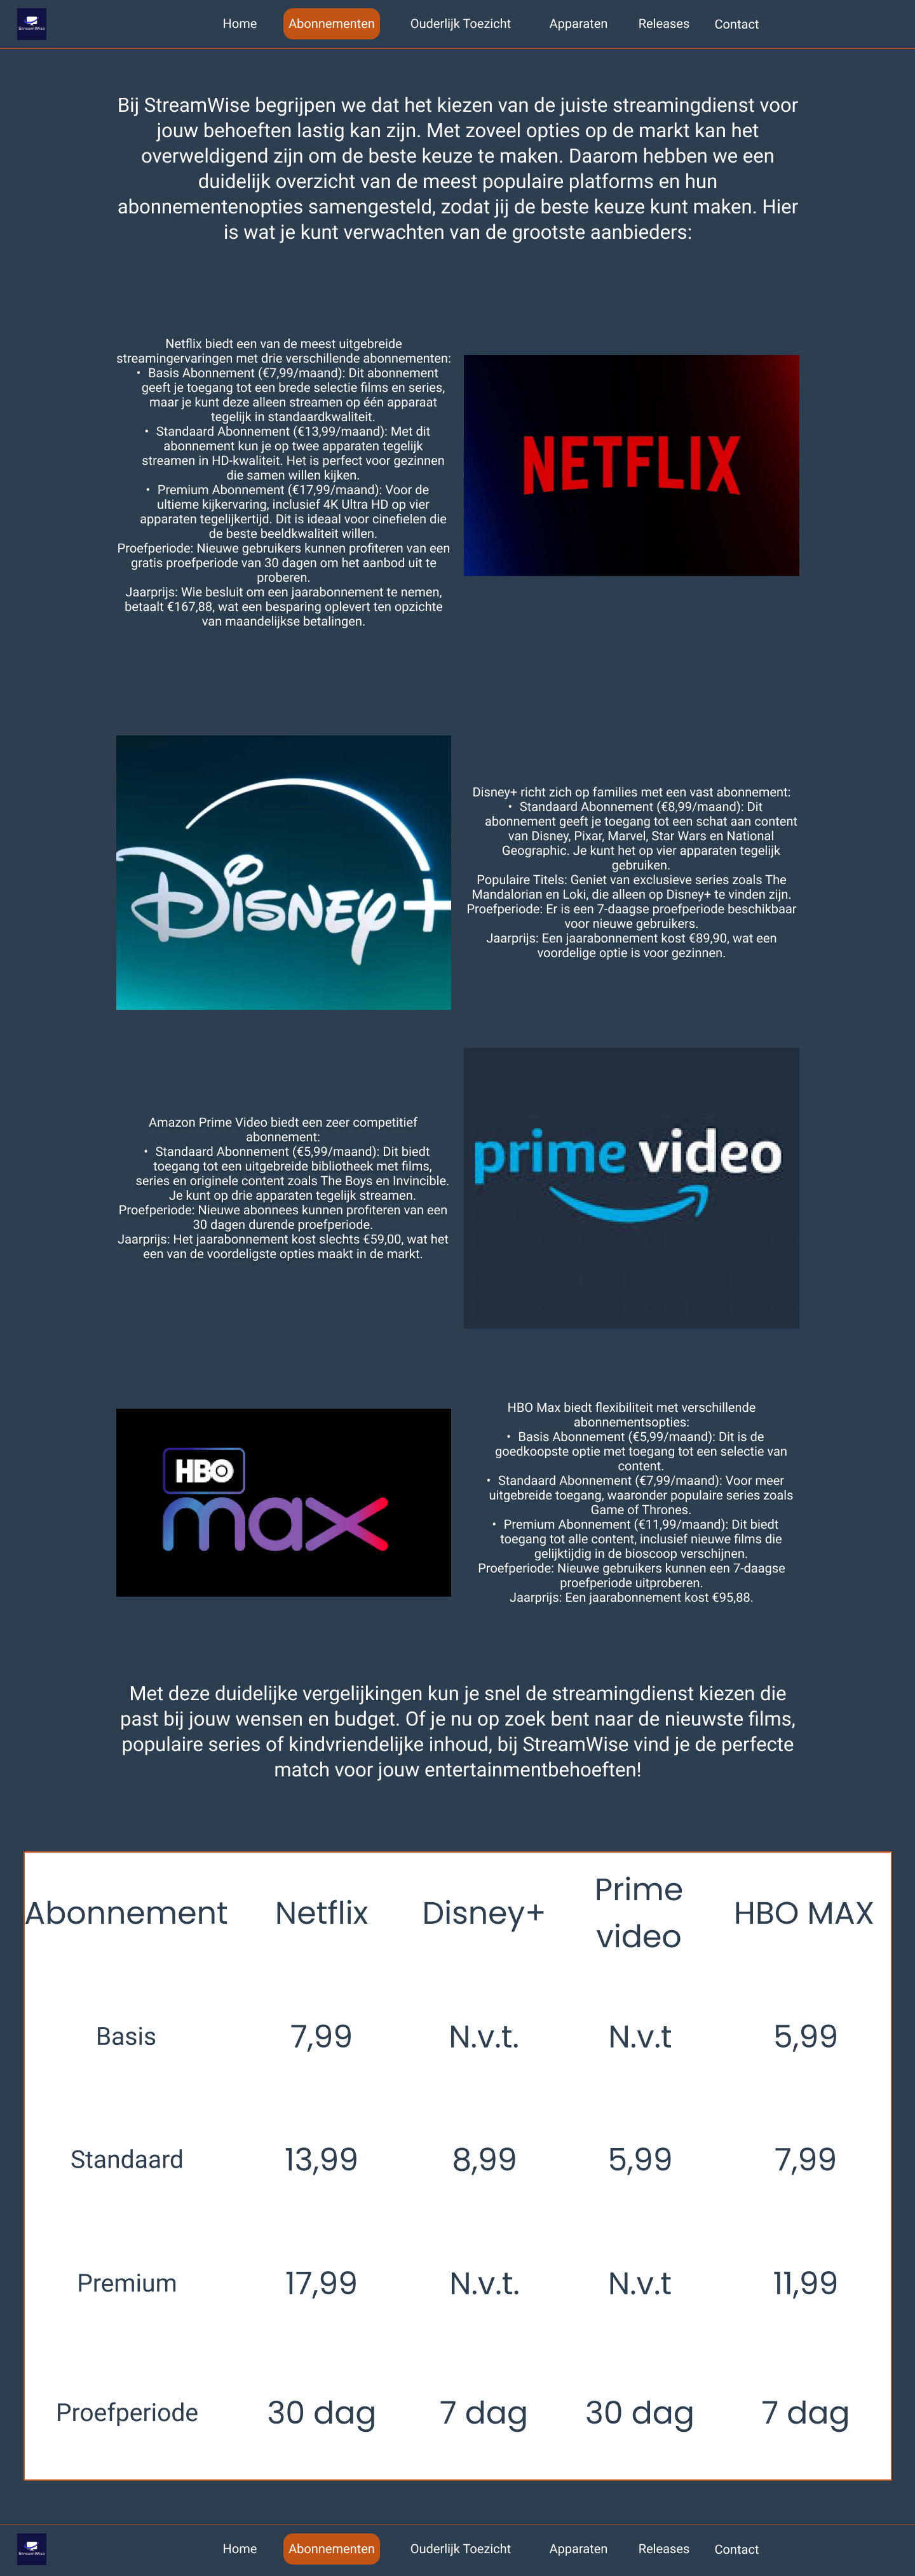 StreamWise
Home Abonnementen Ouderlijk Toezicht Apparaten Releases Contact
Bij StreamWise begrijpen we dat het kiezen van de juiste streamingdienst voor
jouw behoeften lastig kan zijn. Met zoveel opties op de markt kan het
overweldigend zijn om de beste keuze te maken. Daarom hebben we een
duidelijk overzicht van de meest populaire platforms en hun
abonnementenopties samengesteld, zodat jij de beste keuze kunt maken. Hier
is wat je kunt verwachten van de grootste aanbieders:
Netflix biedt een van de meest uitgebreide
streamingervaringen met drie verschillende abonnementen:
• Basis Abonnement (€7,99/maand): Dit abonnement
geeft je toegang tot een brede selectie films en series,
maar je kunt deze alleen streamen op één apparaat
tegelijk in standaardkwaliteit.
• Standaard Abonnement (€13,99/maand): Met dit
abonnement kun je op twee apparaten tegelijk
streamen in HD-kwaliteit. Het is perfect voor gezinnen
die samen willen kijken.
• Premium Abonnement (€17,99/maand): Voor de
ultieme kijkervaring, inclusief 4K Ultra HD op vier
apparaten tegelijkertijd. Dit is ideaal voor cinefielen die
de beste beeldkwaliteit willen.
Proefperiode: Nieuwe gebruikers kunnen profiteren van een
gratis proefperiode van 30 dagen om het aanbod uit te
proberen.
Jaarprijs: Wie besluit om een jaarabonnement te nemen,
betaalt €167,88, wat een besparing oplevert ten opzichte
van maandelijkse betalingen.
NETFLIX
Disney+
Disney+ richt zich op families met een vast abonnement:
• Standaard Abonnement (€8,99/maand): Dit
abonnement geeft je toegang tot een schat aan content
van Disney, Pixar, Marvel, Star Wars en National
Geographic. Je kunt het op vier apparaten tegelijk
gebruiken.
Populaire Titels: Geniet van exclusieve series zoals The
Mandalorian en Loki, die alleen op Disney+ te vinden zijn.
Proefperiode: Er is een 7-daagse proefperiode beschikbaar
voor nieuwe gebruikers.
Jaarprijs: Een jaarabonnement kost €89,90, wat een
voordelige optie is voor gezinnen.
Amazon Prime Video biedt een zeer competitief
abonnement:
• Standaard Abonnement (€5,99/maand): Dit biedt
toegang tot een uitgebreide bibliotheek met films,
series en originele content zoals The Boys en Invincible.
Je kunt op drie apparaten tegelijk streamen.
Proefperiode: Nieuwe abonnees kunnen profiteren van een
30 dagen durende proefperiode.
Jaarprijs: Het jaarabonnement kost slechts €59,00, wat het
een van de voordeligste opties maakt in de markt.
prime video
HBO
max
HBO Max biedt flexibiliteit met verschillende
abonnementsopties:
• Basis Abonnement (€5,99/maand): Dit is de
goedkoopste optie met toegang tot een selectie van
content.
• Standaard Abonnement (€7,99/maand): Voor meer
uitgebreide toegang, waaronder populaire series zoals
Game of Thrones.
• Premium Abonnement (€11,99/maand): Dit biedt
toegang tot alle content, inclusief nieuwe films die
gelijktijdig in de bioscoop verschijnen.
Proefperiode: Nieuwe gebruikers kunnen een 7-daagse
proefperiode uitproberen.
Jaarprijs: Een jaarabonnement kost €95,88.
Met deze duidelijke vergelijkingen kun je snel de streamingdienst kiezen die
past bij jouw wensen en budget. Of je nu op zoek bent naar de nieuwste films,
populaire series of kindvriendelijke inhoud, bij StreamWise vind je de perfecte
match voor jouw entertainmentbehoeften!
Abonnement Netflix Disney+ Prime video HBO MAX
Basis 7,99 N.v.t. N.v.t 5,99
Standaard 13,99 8,99 5,99 7,99
Premium 17,99 N.v.t. N.v.t 11,99
Proefperiode 30 dag 7 dag 30 dag 7 dag
StreamWise
Home Abonnementen Ouderlijk Toezicht Apparaten Releases Contact